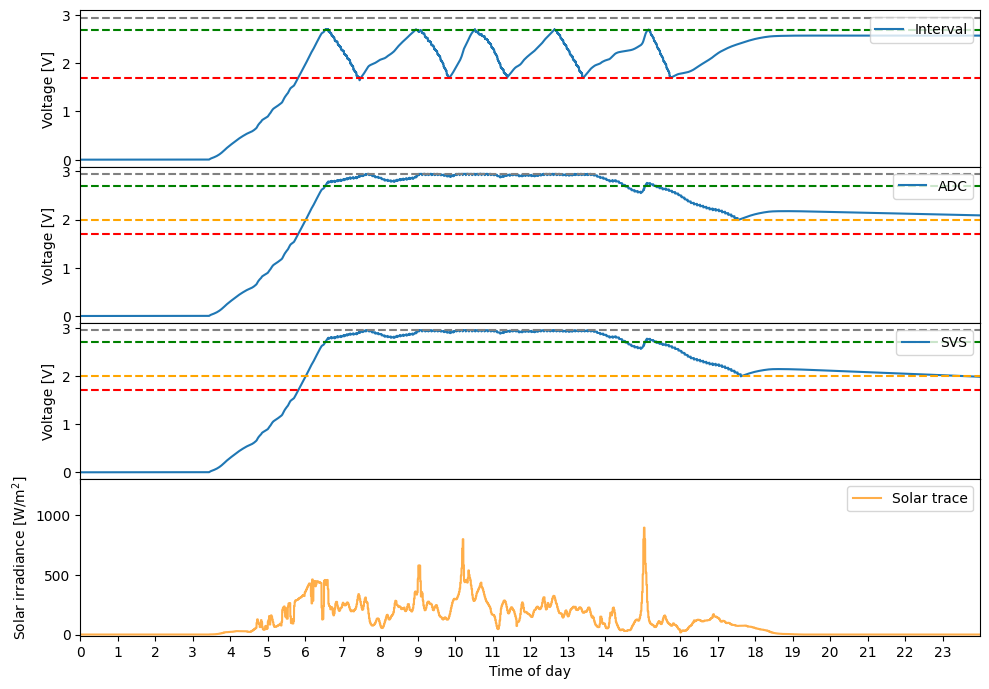 3
2
1
0
Voltage [V]
Interval
3
2
1
0
Voltage [V]
ADC
3
2
1
0
Voltage [V]
SVS
1000
500
0
Solar irradiance [W/m²]
Solar trace
0 1 2 3 4 5 6 7 8 9 10 11 12 13 14 15 16 17 18 19 20 21 22 23
Time of day